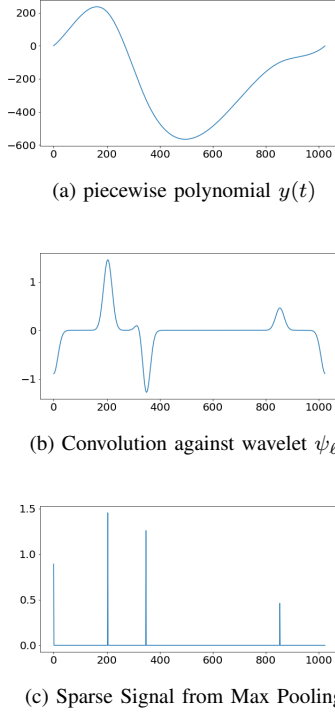 200
0
−200
−400
−600
0 200 400 600 800 1000
(a) piecewise polynomial y(t)
1
0
−1
0 200 400 600 800 1000
(b) Convolution against wavelet ψℓ
1.5
1.0
0.5
0.0
0 200 400 600 800 1000
(c) Sparse Signal from Max Pooling